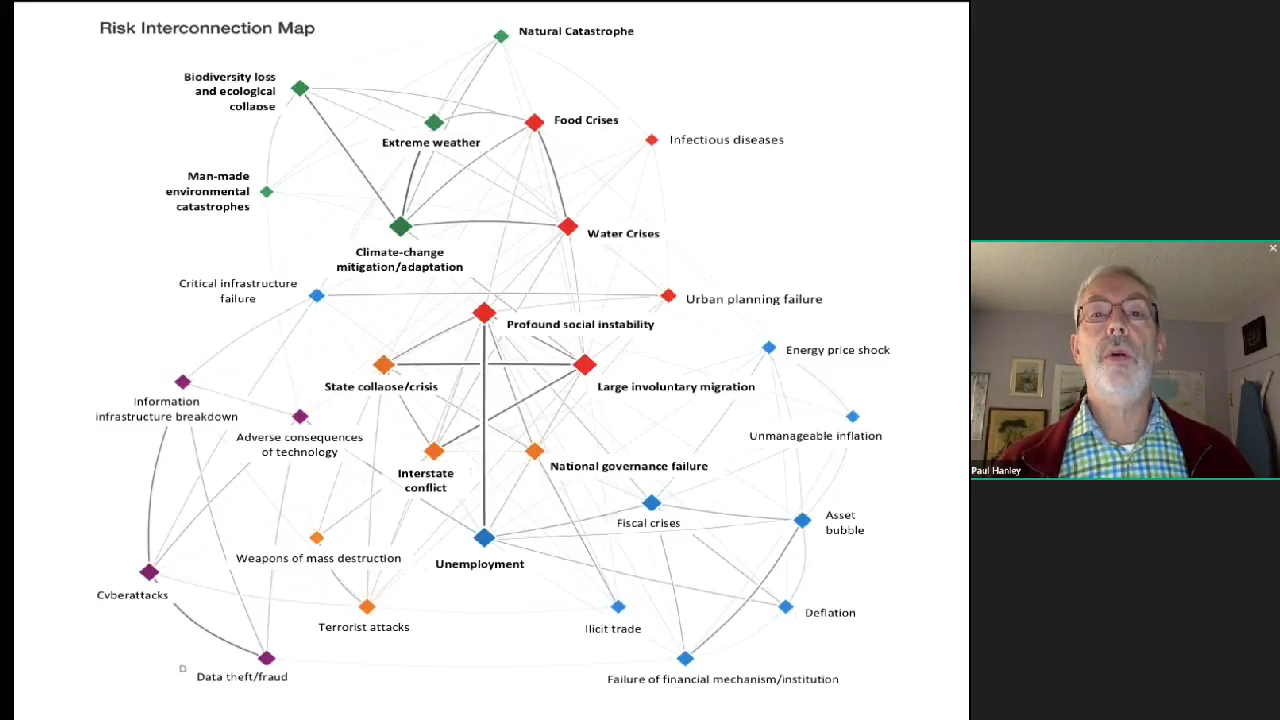 Risk Interconnection Map
Natural Catastrophe
Biodiversity loss
and ecological
collapse
Food Crises
Extreme weather
Infectious diseases
Man-made
environmental
catastrophes
Water Crises
Climate-change
mitigation/adaptation
Critical infrastructure
failure
Urban planning failure
Profound social instability
Energy price shock
State collapse/crisis
Large involuntary migration
Information
infrastructure breakdown
Adverse consequences
of technology
Unmanageable inflation
Interstate
conflict
National governance failure
Paul Hanley
Fiscal crises
Asset
bubble
Weapons of mass destruction
Unemployment
Cyberattacks
Terrorist attacks
Ilicit trade
Deflation
D
Data theft/fraud
Failure of financial mechanism/institution